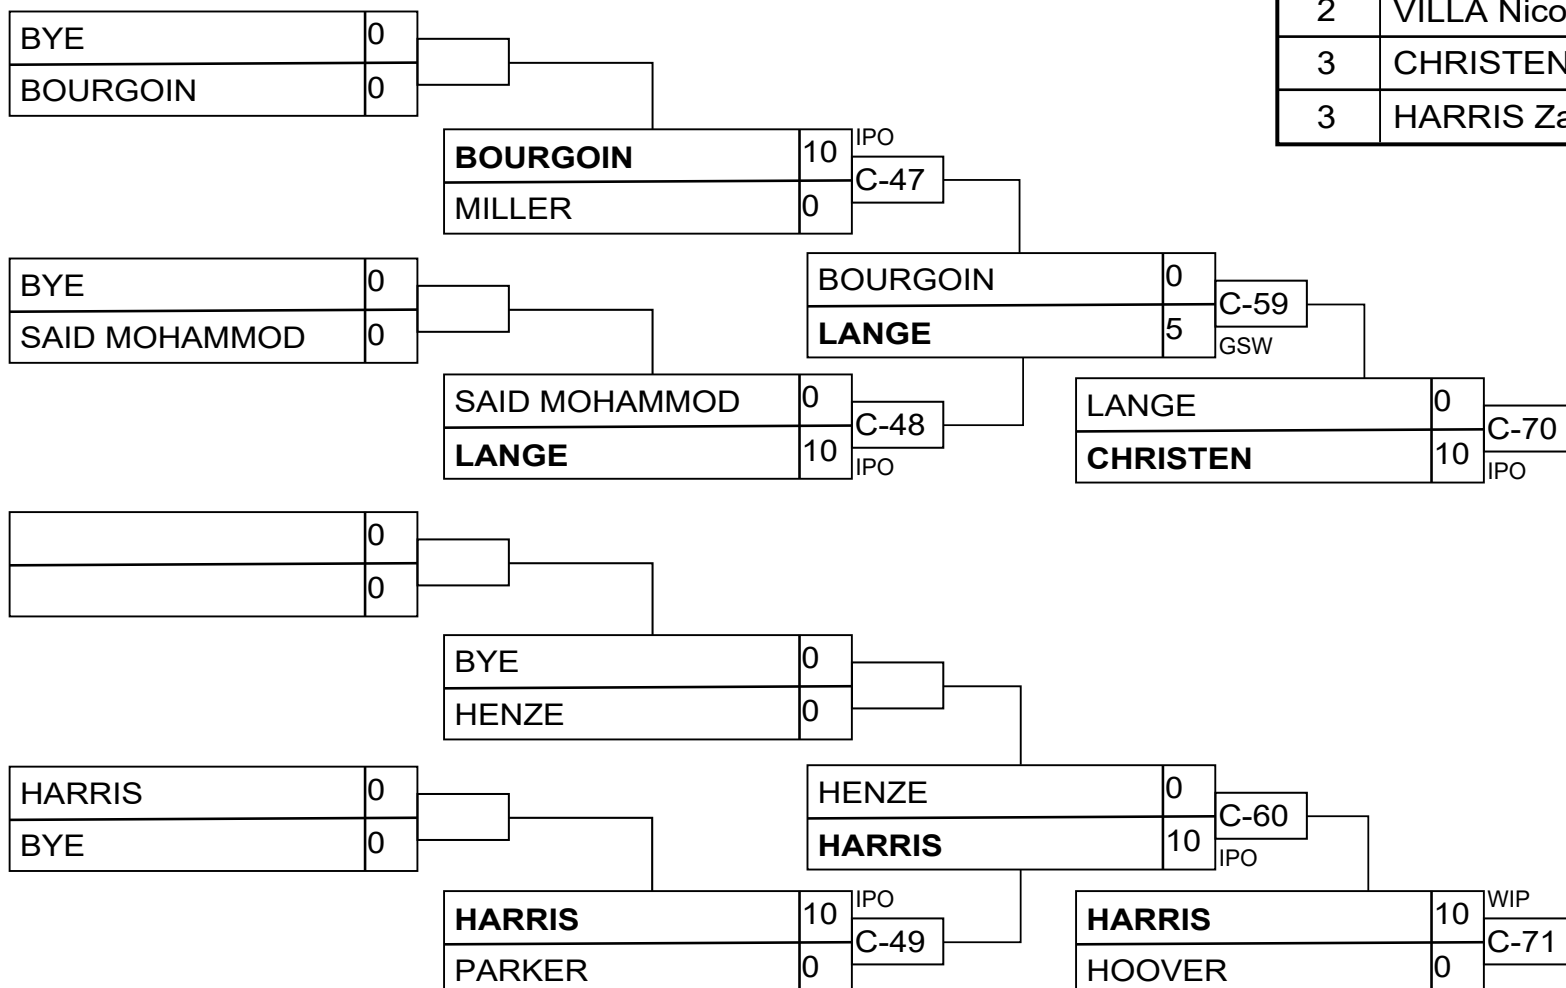 BYE 0
BOURGOIN 0
2 VILLA Nico
3 CHRISTEN
3 HARRIS Za
BOURGOIN 10 IPO
C-47
MILLER 0
BYE 0
SAID MOHAMMOD 0
BOURGOIN 0
C-59
LANGE 5 GSW
SAID MOHAMMOD 0
C-48
LANGE 10 IPO
LANGE 0
C-70
CHRISTEN 10 IPO
0
0
BYE 0
HENZE 0
HARRIS 0
BYE 0
HENZE 0
C-60
HARRIS 10 IPO
HARRIS 10 IPO
C-49
PARKER 0
HARRIS 10 WIP
C-71
HOOVER 0